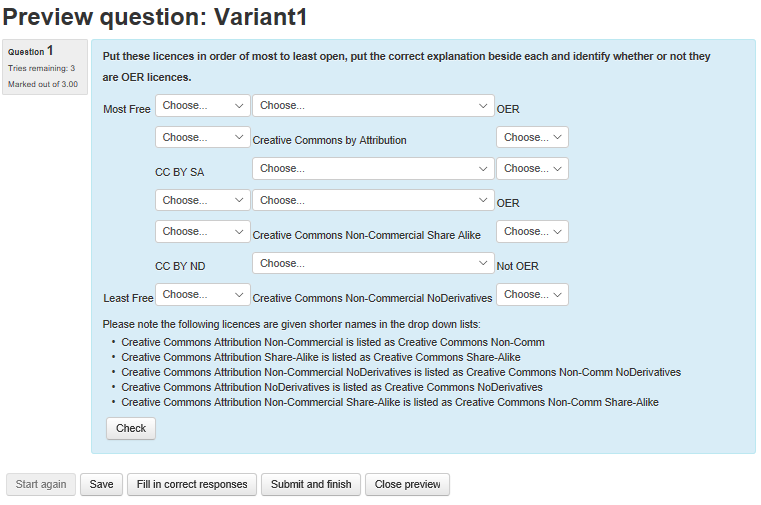 Preview question: Variant1
Question 1
Tries remaining: 3
Marked out of 3.00
Put these licences in order of most to least open, put the correct explanation beside each and identify whether or not they
are OER licences.
Most Free Choose... Choose... OER
Choose... Creative Commons by Attribution Choose...
CC BY SA Choose... Choose...
Choose... Choose... OER
Choose... Creative Commons Non-Commercial Share Alike Choose...
CC BY ND Choose... Not OER
Least Free Choose... Creative Commons Non-Commercial NoDerivatives Choose...
Please note the following licences are given shorter names in the drop down lists:
• Creative Commons Attribution Non-Commercial is listed as Creative Commons Non-Comm
• Creative Commons Attribution Share-Alike is listed as Creative Commons Share-Alike
• Creative Commons Attribution Non-Commercial NoDerivatives is listed as Creative Commons Non-Comm NoDerivatives
• Creative Commons Attribution NoDerivatives is listed as Creative Commons NoDerivatives
• Creative Commons Attribution Non-Commercial Share-Alike is listed as Creative Commons Non-Comm Share-Alike
Check
Start again Save Fill in correct responses Submit and finish Close preview